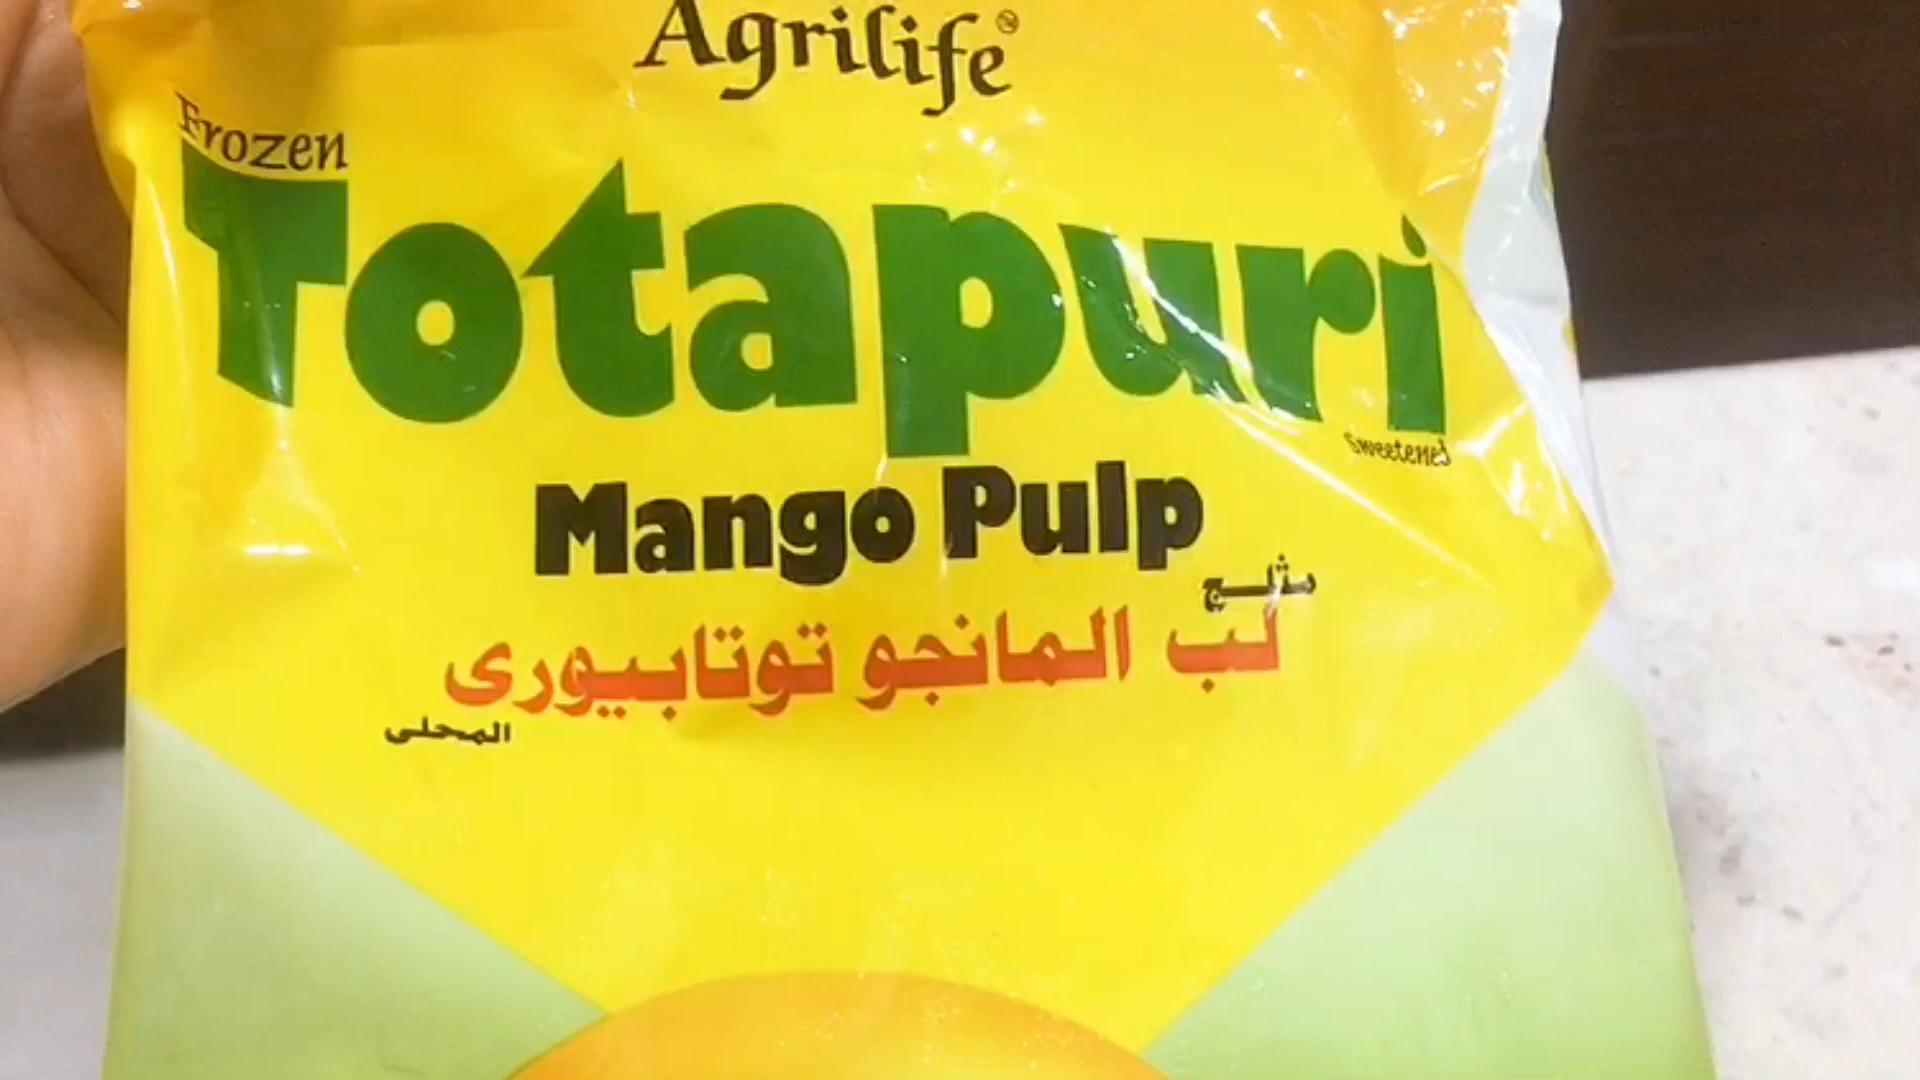 Agrilife
Frozen
Totapuri
Sweetened
Mango Pulp
مثلج
لب المانجو توتابيورى
المحلى